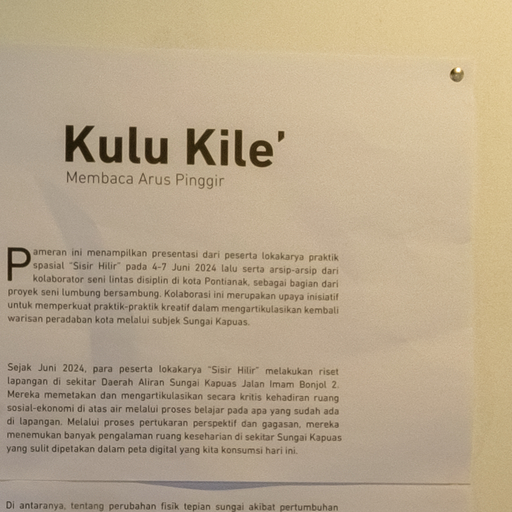 Kulu Kile’
Membaca Arus Pinggir
Pameran ini menampilkan presentasi dari peserta lokakarya praktik
spasial “Sisir Hilir” pada 4-7 Juni 2024 lalu serta arsip-arsip dari
kolaborator seni lintas disiplin di kota Pontianak, sebagai bagian dari
proyek seni lumbung bersambung. Kolaborasi ini merupakan upaya inisiatif
untuk memperkuat praktik-praktik kreatif dalam mengartikulasikan kembali
warisan peradaban kota melalui subjek Sungai Kapuas.
Sejak Juni 2024, para peserta lokakarya “Sisir Hilir” melakukan riset
lapangan di sekitar Daerah Aliran Sungai Kapuas Jalan Imam Bonjol 2.
Mereka memetakan dan mengartikulasikan secara kritis kehadiran ruang
sosial-ekonomi di atas air melalui proses belajar pada apa yang sudah ada
di lapangan. Melalui proses pertukaran perspektif dan gagasan, mereka
menemukan banyak pengalaman ruang keseharian di sekitar Sungai Kapuas
yang sulit dipetakan dalam peta digital yang kita konsumsi hari ini.
Di antaranya, tentang perubahan fisik tepian sungai akibat pertumbuhan